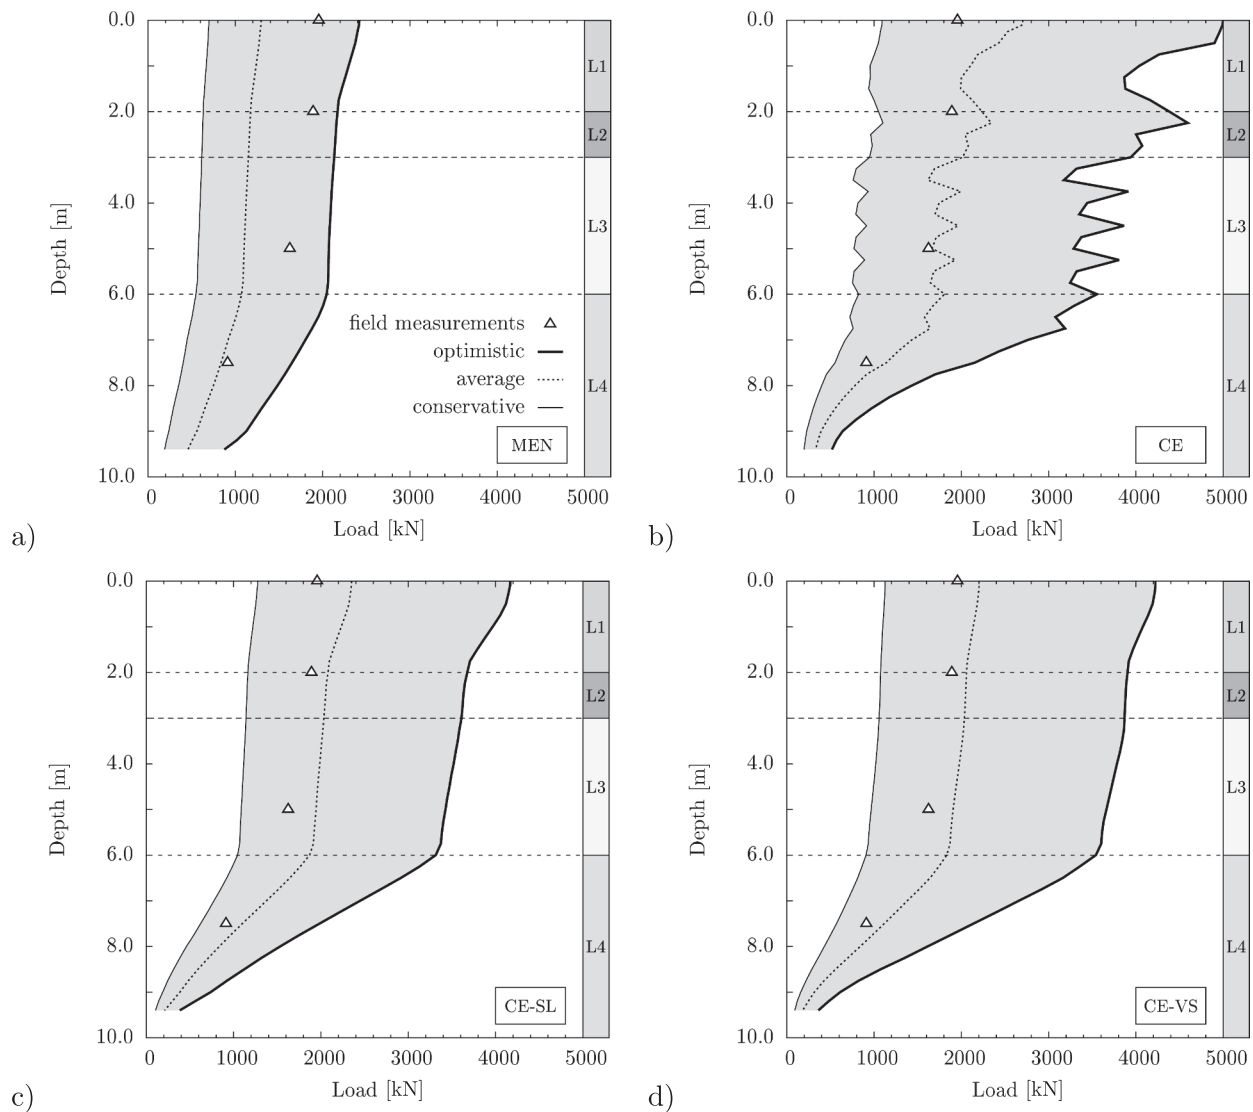 0.0
2.0
4.0
6.0
8.0
10.0
Depth [m]
L1
L2
L3
L4
field measurements
optimistic
average
conservative
MEN
0 1000 2000 3000 4000 5000
Load [kN]
a)
0.0
2.0
4.0
6.0
8.0
10.0
Depth [m]
L1
L2
L3
L4
CE
0 1000 2000 3000 4000 5000
Load [kN]
b)
0.0
2.0
4.0
6.0
8.0
10.0
Depth [m]
L1
L2
L3
L4
CE-SL
0 1000 2000 3000 4000 5000
Load [kN]
c)
0.0
2.0
4.0
6.0
8.0
10.0
Depth [m]
L1
L2
L3
L4
CE-VS
0 1000 2000 3000 4000 5000
Load [kN]
d)